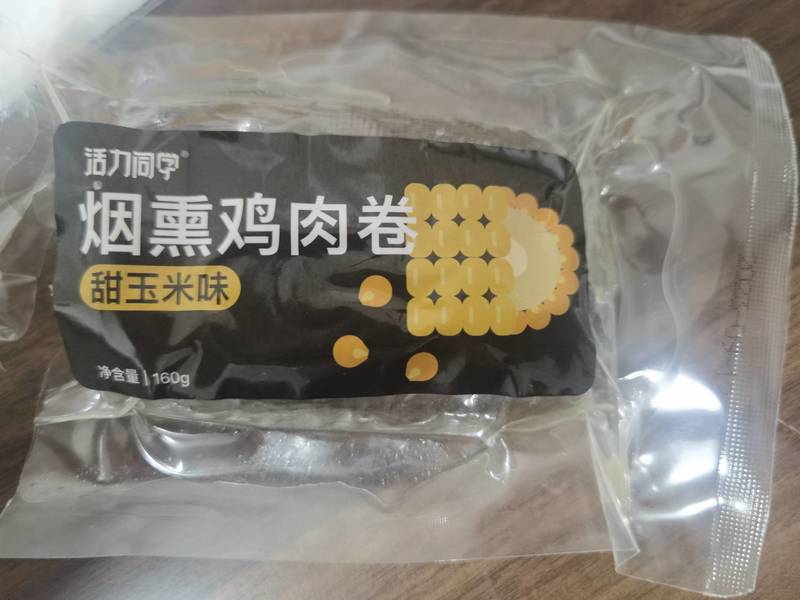 活力同学®
烟熏鸡肉卷
甜玉米味
净含量 | 160g